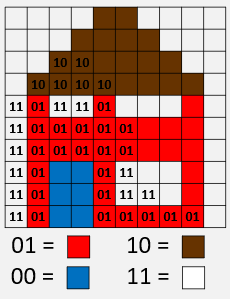 10 10
10 10 10 10
11 01 11 11 01
11 01 01 01 01 01
11 01 01 01 01 01
11 01 01 11
11 01 01 11 11
11 01 01 01 01 01 01
01 = 10 =
00 = 11 =